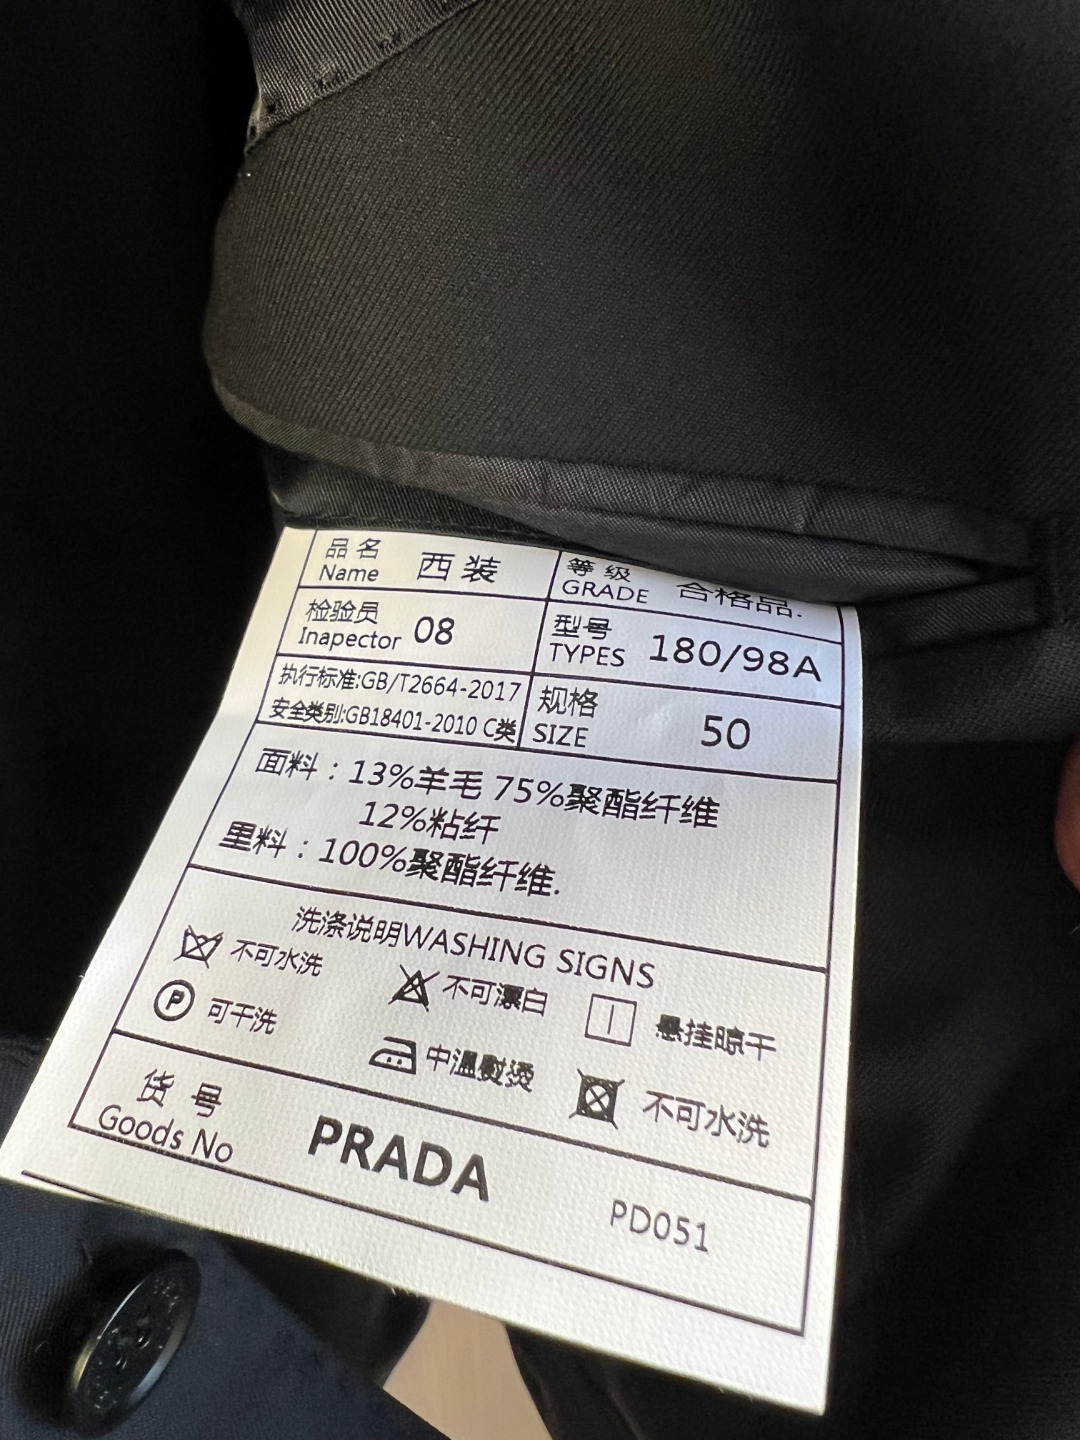 品名 西装 等级 合格品.
Name GRADE
检验员 08 型号 180/98A
Inapector TYPES
执行标准:GB/T2664-2017 规格 50
安全类别:GB18401-2010 C类 SIZE
面料：13%羊毛 75%聚酯纤维
12%粘纤
里料：100%聚酯纤维.
洗涤说明WASHING SIGNS
不可水洗 不可漂白 悬挂晾干
P 可干洗 中温熨烫 不可水洗
货号 PRADA PD051
Goods No